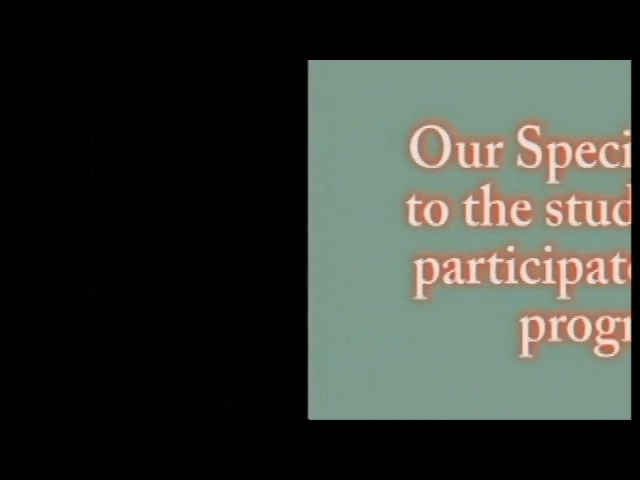 Our Speci
to the stud
participat
progr